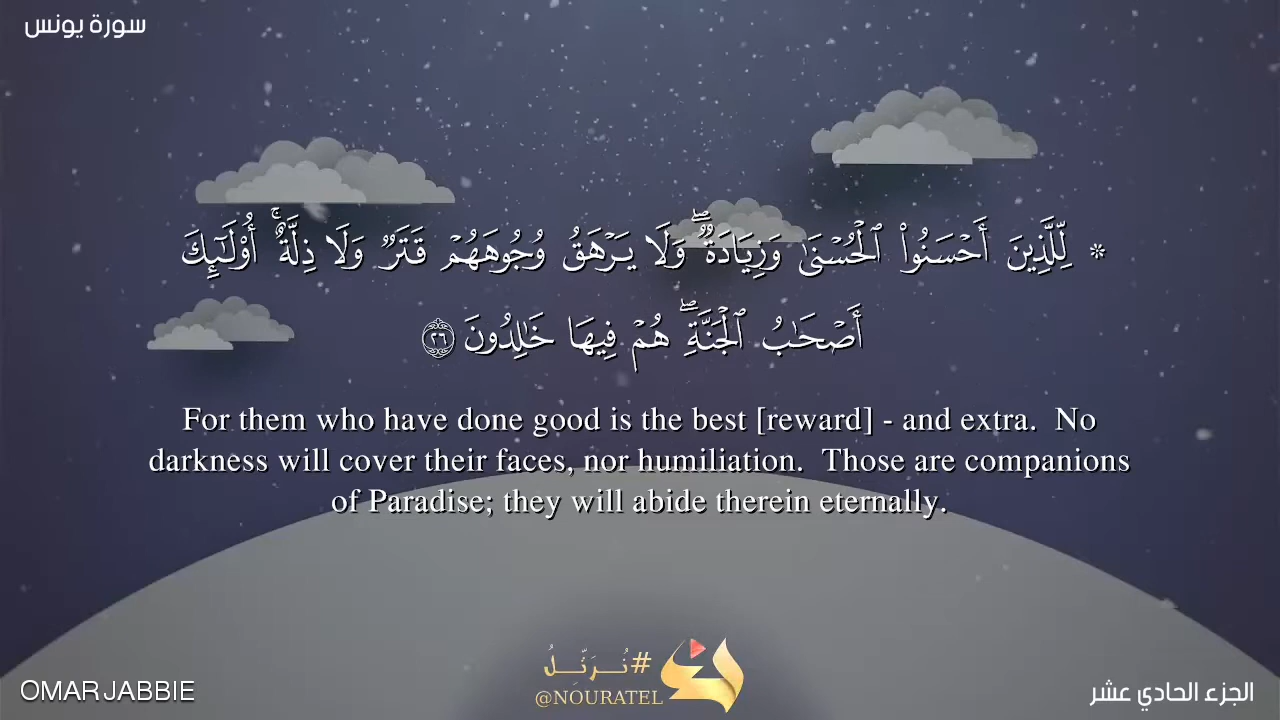 سورة يونس
* لِّلَّذِينَ أَحْسَنُوا۟ ٱلْحُسْنَىٰ وَزِيَادَةٌۖ وَلَا يَرْهَقُ وُجُوهَهُمْ قَتَرٌ وَلَا ذِلَّةٌۚ أُو۟لَـٰٓئِكَ
أَصْحَـٰبُ ٱلْجَنَّةِۖ هُمْ فِيهَا خَـٰلِدُونَ ٢٦
For them who have done good is the best [reward] - and extra. No
darkness will cover their faces, nor humiliation. Those are companions
of Paradise; they will abide therein eternally.
#نُرَتِّلُ
@NOURATEL
OMAR JABBIE
الجزء الحادي عشر